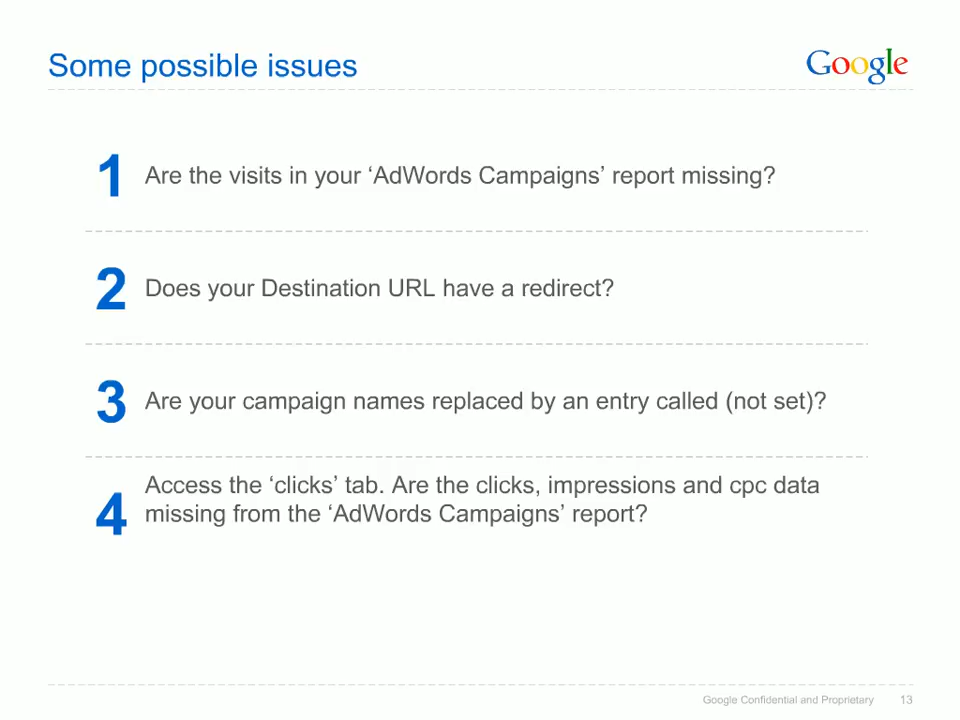 Some possible issues
Google
1
Are the visits in your ‘AdWords Campaigns’ report missing?
2
Does your Destination URL have a redirect?
3
Are your campaign names replaced by an entry called (not set)?
4
Access the ‘clicks’ tab. Are the clicks, impressions and cpc data
missing from the ‘AdWords Campaigns’ report?
Google Confidential and Proprietary
13